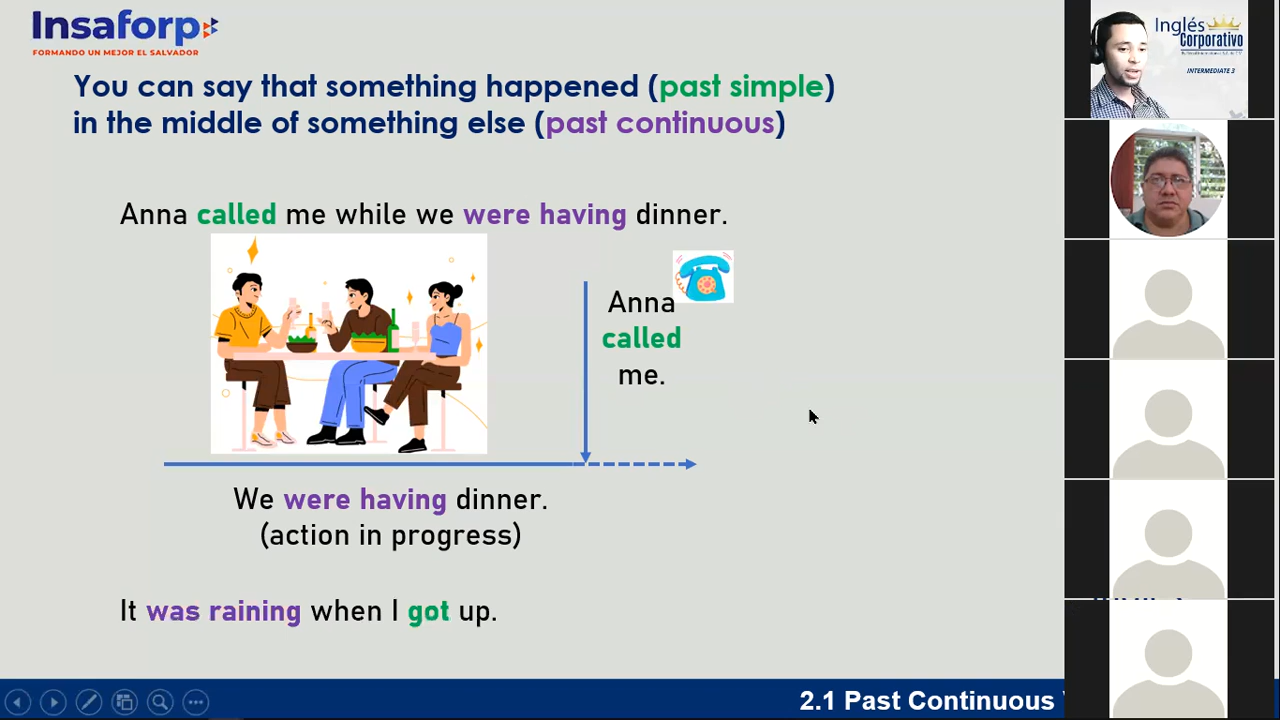 Insaforp
FORMANDO UN MEJOR EL SALVADOR
You can say that something happened (past simple)
in the middle of something else (past continuous)
Anna called me while we were having dinner.
Anna
called
me.
We were having dinner.
(action in progress)
It was raining when I got up.
2.1 Past Continuous
Inglés
Corporativo
INTERMEDIATE 3